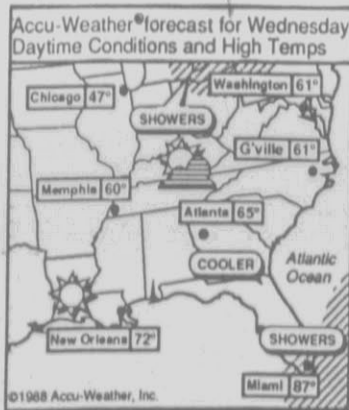 Accu-Weather® forecast for Wednesday
Daytime Conditions and High Temps
Washington 61°
Chicago 47°
SHOWERS
G'ville 61°
Memphis 60°
Atlanta 65°
COOLER
Atlantic
Ocean
New Orleans 72°
SHOWERS
Miami 87°
©1988 Accu-Weather, Inc.